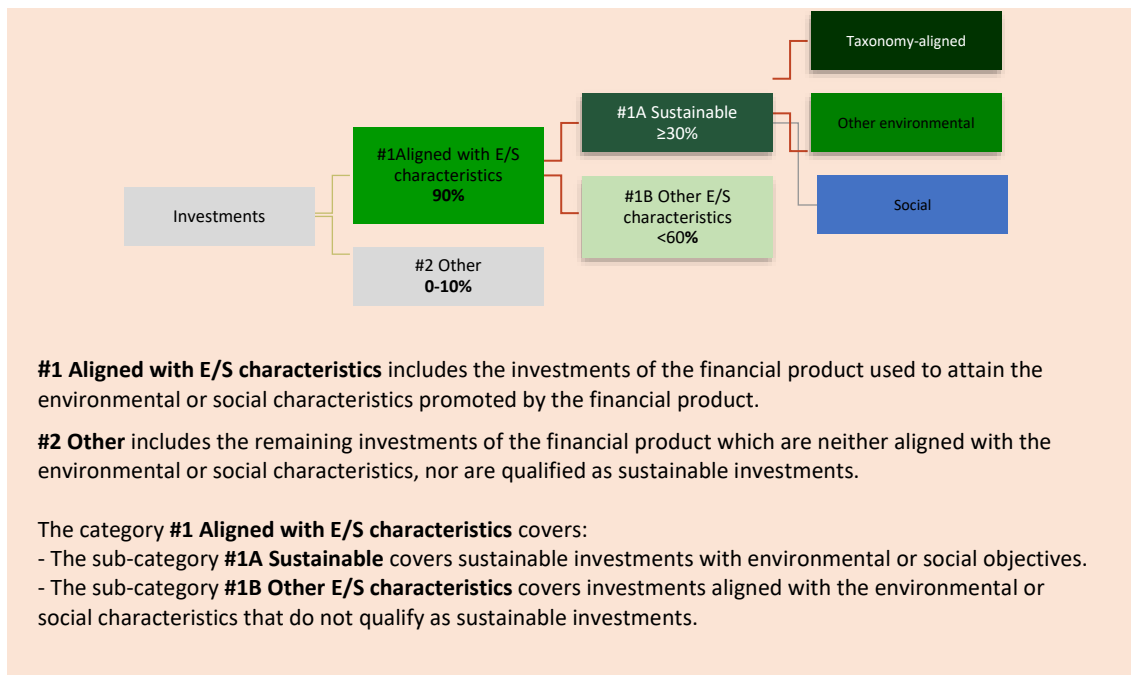 Investments
#1Aligned with E/S
characteristics
90%
#2 Other
0-10%
#1A Sustainable
≥30%
#1B Other E/S
characteristics
<60%
Taxonomy-aligned
Other environmental
Social
#1 Aligned with E/S characteristics includes the investments of the financial product used to attain the
environmental or social characteristics promoted by the financial product.
#2 Other includes the remaining investments of the financial product which are neither aligned with the
environmental or social characteristics, nor are qualified as sustainable investments.
The category #1 Aligned with E/S characteristics covers:
- The sub-category #1A Sustainable covers sustainable investments with environmental or social objectives.
- The sub-category #1B Other E/S characteristics covers investments aligned with the environmental or
social characteristics that do not qualify as sustainable investments.